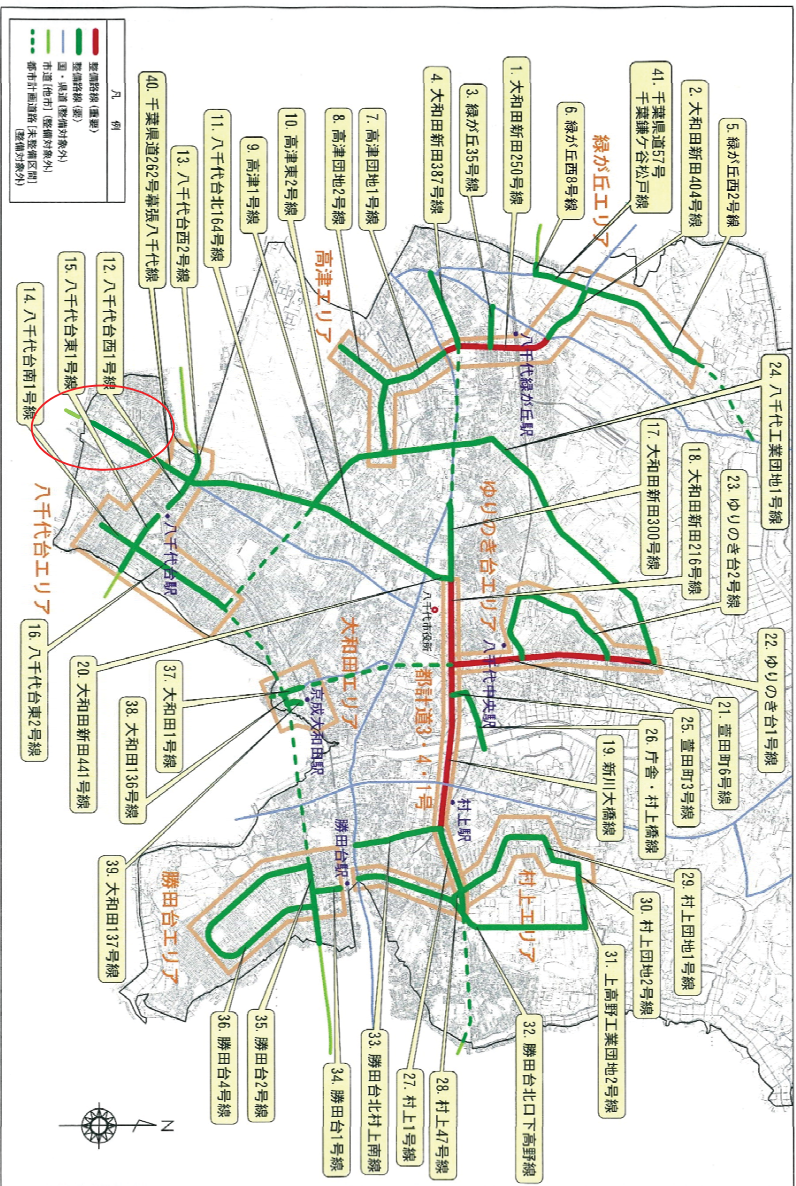 凡 例
整備路線(重要)
整備路線(要)
国・県道(整備対象外)
市道[他市](整備対象外)
都市計画道路[未整備区間]
(整備対象外)
5. 緑が丘西2号線
2. 大和田新田404号線
41. 千葉県道57号
千葉鎌ケ谷松戸線
緑が丘エリア
6. 緑が丘西8号線
1. 大和田新田250号線
3. 緑が丘35号線
4. 大和田新田387号線
7. 高津団地1号線
8. 高津団地2号線
高津エリア
10. 高津東2号線
9. 高津1号線
11. 八千代台北164号線
13. 八千代台西2号線
40. 千葉県道262号幕張八千代線
12. 八千代台西1号線
15. 八千代台東1号線
14. 八千代台南1号線
八千代緑が丘駅
24. 八千代工業団地1号線
17. 大和田新田300号線
18. 大和田新田216号線
23. ゆりのき台2号線
ゆりのき台エリア
22. ゆりのき台1号線
21. 萱田町6号線
25. 萱田町3号線
26. 庁舎・村上橋線
19. 新川大橋線
八千代市役所
八千代中央駅
都計道3・4・1号
八千代台駅
八千代台エリア
16. 八千代台東2号線
20. 大和田新田441号線
大和田エリア
京成大和田駅
37. 大和田1号線
38. 大和田136号線
39. 大和田137号線
村上駅
村上エリア
29. 村上団地1号線
30. 村上団地2号線
31. 上高野工業団地2号線
32. 勝田台北口下高野線
28. 村上47号線
27. 村上1号線
33. 勝田台北村上南線
34. 勝田台1号線
勝田台駅
勝田台エリア
35. 勝田台2号線
36. 勝田台4号線
N